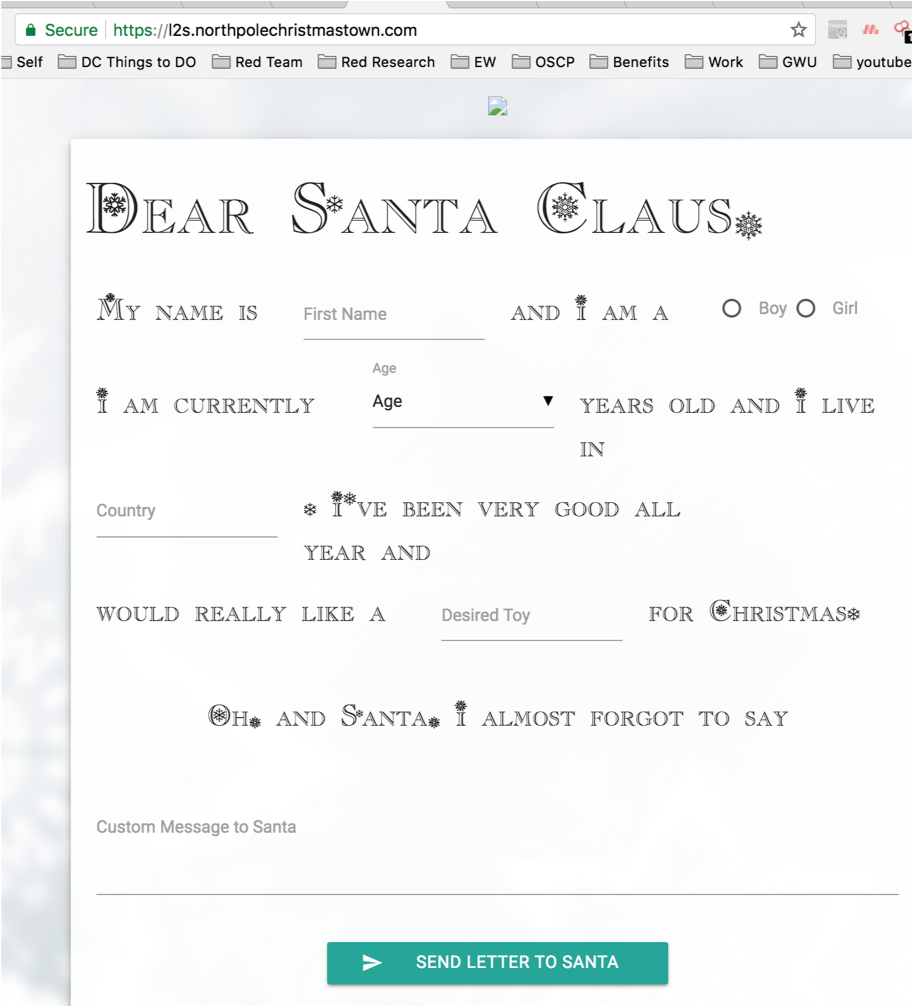 Secure https://l2s.northpolechristmastown.com
Self DC Things to DO Red Team Red Research EW OSCP Benefits Work GWU youtube
Dear Santa Claus
My name is First Name and I am a Boy Girl
Age
I am currently Age years old and I live
in
Country I've been very good all
year and
would really like a Desired Toy for Christmas
Oh and Santa I almost forgot to say
Custom Message to Santa
SEND LETTER TO SANTA